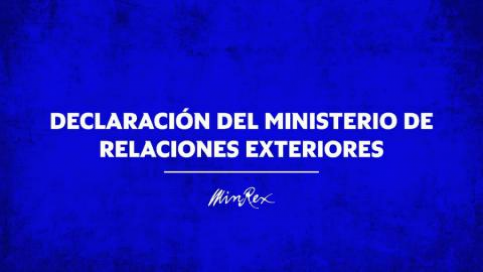 DECLARACIÓN DEL MINISTERIO DE
RELACIONES EXTERIORES
MinRex